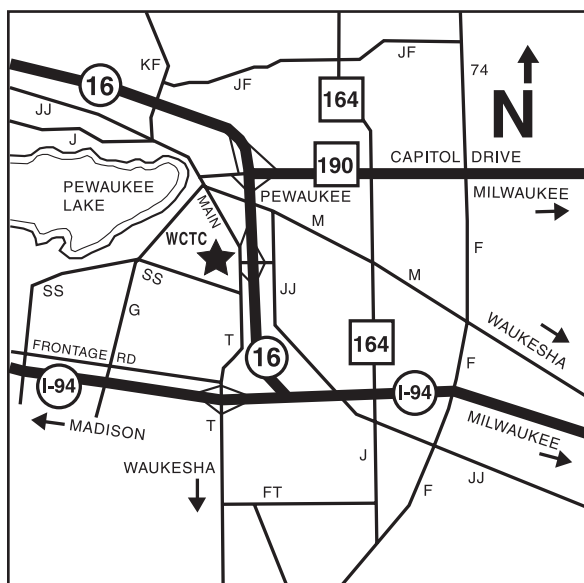 KF
JF
JF
74
N
16
164
JJ
J
190
CAPITOL DRIVE
PEWAUKEE
LAKE
MAIN
PEWAUKEE
MILWAUKEE
M
WCTC
F
SS
SS
JJ
M
G
WAUKESHA
T
164
FRONTAGE RD
16
F
I-94
I-94
MADISON
T
MILWAUKEE
WAUKESHA
J
JJ
FT
F